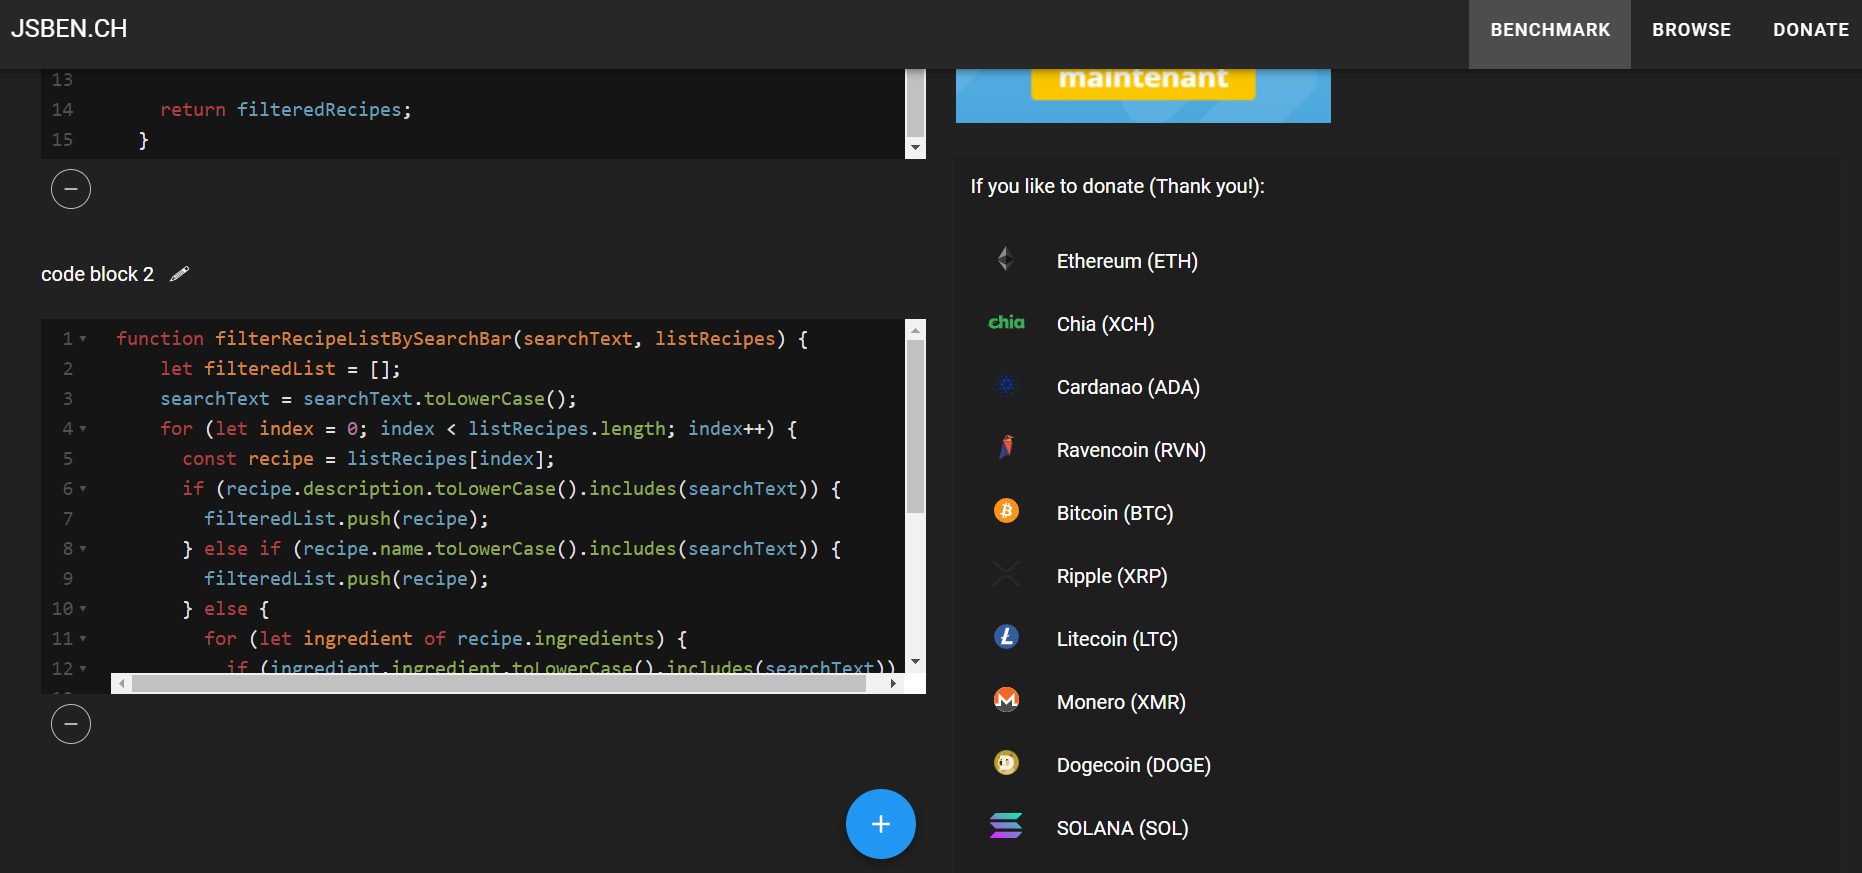 JSBEN.CH
BENCHMARK
BROWSE
DONATE
13
14 return filteredRecipes;
15 }
code block 2
1 function filterRecipeListBySearchBar(searchText, listRecipes) {
2 let filteredList = [];
3 searchText = searchText.toLowerCase();
4 for (let index = 0; index < listRecipes.length; index++) {
5 const recipe = listRecipes[index];
6 if (recipe.description.toLowerCase().includes(searchText)) {
7 filteredList.push(recipe);
8 } else if (recipe.name.toLowerCase().includes(searchText)) {
9 filteredList.push(recipe);
10 } else {
11 for (let ingredient of recipe.ingredients) {
12 if (ingredient.ingredient.toLowerCase().includes(searchText))
maintenant
If you like to donate (Thank you!):
Ethereum (ETH)
chia Chia (XCH)
Cardanao (ADA)
Ravencoin (RVN)
Bitcoin (BTC)
Ripple (XRP)
Litecoin (LTC)
Monero (XMR)
Dogecoin (DOGE)
SOLANA (SOL)